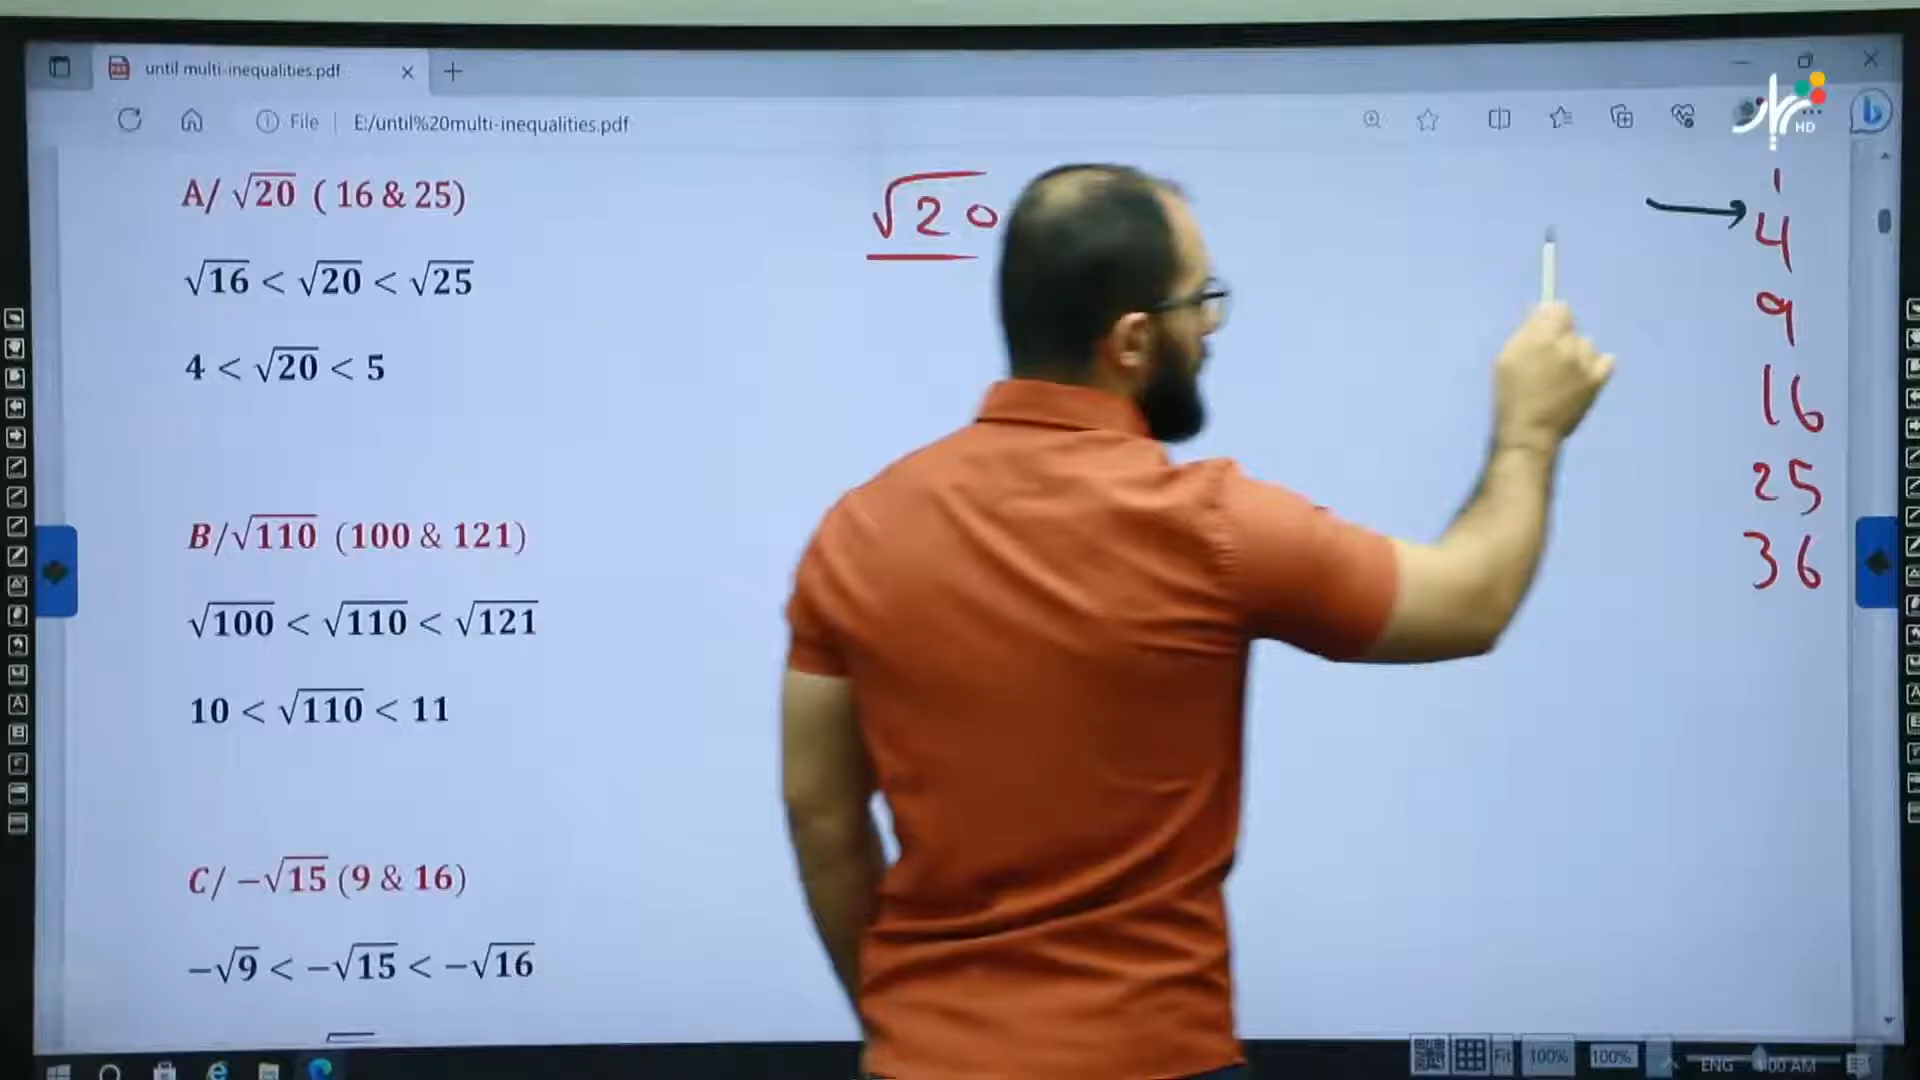 until multi-inequalities.pdf
File E:/until%20multi-inequalities.pdf
HD
A/ √20 ( 16 & 25)
√16 < √20 < √25
4 < √20 < 5
B/√110 (100 & 121)
√100 < √110 < √121
10 < √110 < 11
C/ −√15 (9 & 16)
−√9 < −√15 < −√16
√20
1
4
9
16
25
36
Fit 100% 100% ENG